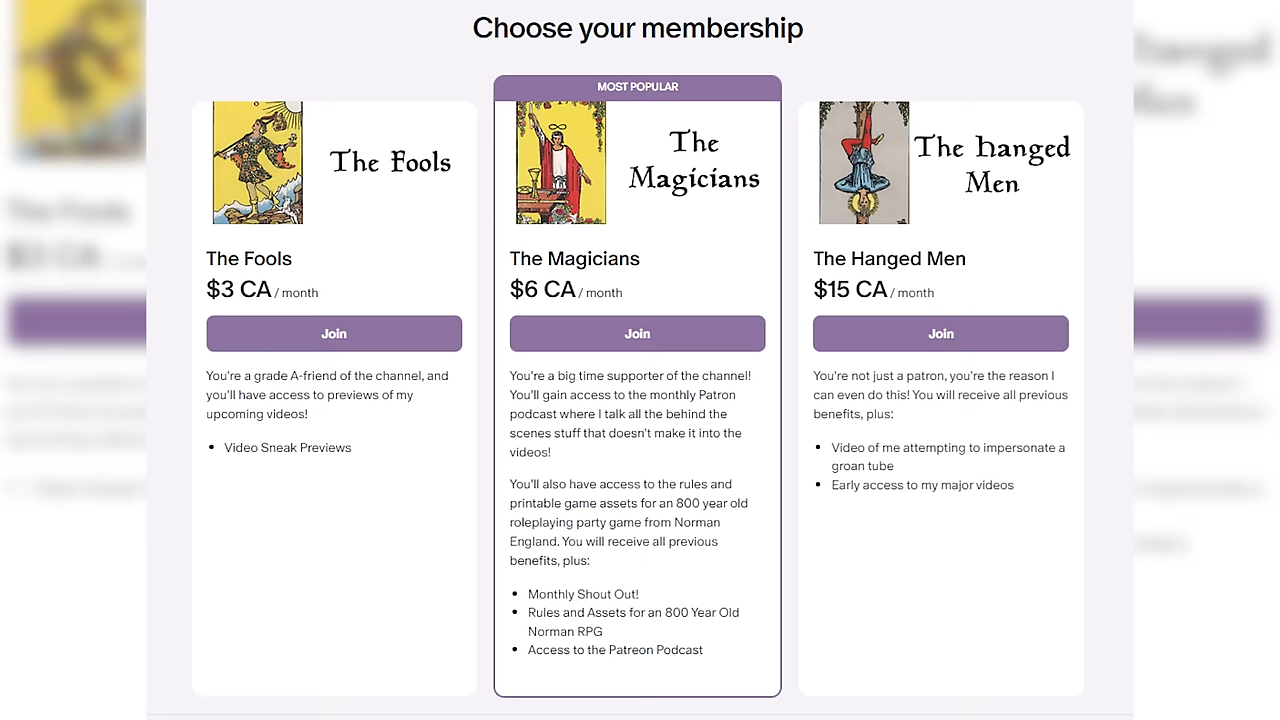 Choose your membership
The Fools
The Fools
$3 CA / month
Join
You're a grade A-friend of the channel, and
you'll have access to previews of my
upcoming videos!
• Video Sneak Previews
MOST POPULAR
The
Magicians
The Magicians
$6 CA / month
Join
You're a big time supporter of the channel!
You'll gain access to the monthly Patron
podcast where I talk all the behind the
scenes stuff that doesn't make it into the
videos!
You'll also have access to the rules and
printable game assets for an 800 year old
roleplaying party game from Norman
England. You will receive all previous
benefits, plus:
• Monthly Shout Out!
• Rules and Assets for an 800 Year Old
Norman RPG
• Access to the Patreon Podcast
The hanged
Men
The Hanged Men
$15 CA / month
Join
You're not just a patron, you're the reason I
can even do this! You will receive all previous
benefits, plus:
• Video of me attempting to impersonate a
groan tube
• Early access to my major videos